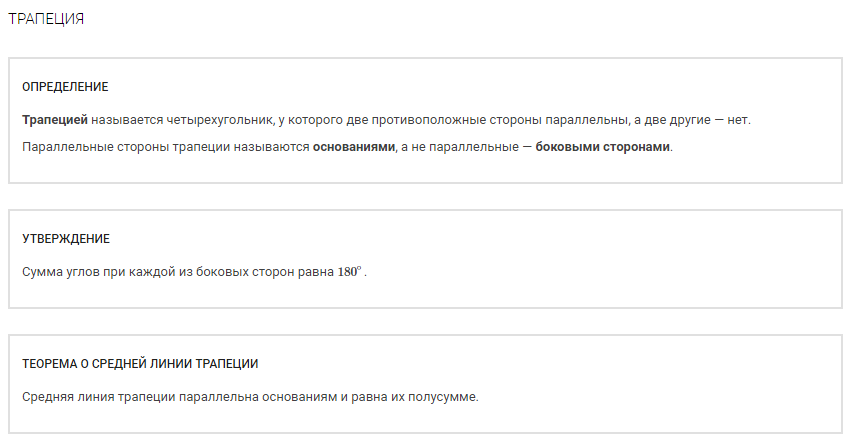 ТРАПЕЦИЯ
ОПРЕДЕЛЕНИЕ
Трапецией называется четырехугольник, у которого две противоположные стороны параллельны, а две другие — нет.
Параллельные стороны трапеции называются основаниями, а не параллельные — боковыми сторонами.
УТВЕРЖДЕНИЕ
Сумма углов при каждой из боковых сторон равна 180°.
ТЕОРЕМА О СРЕДНЕЙ ЛИНИИ ТРАПЕЦИИ
Средняя линия трапеции параллельна основаниям и равна их полусумме.